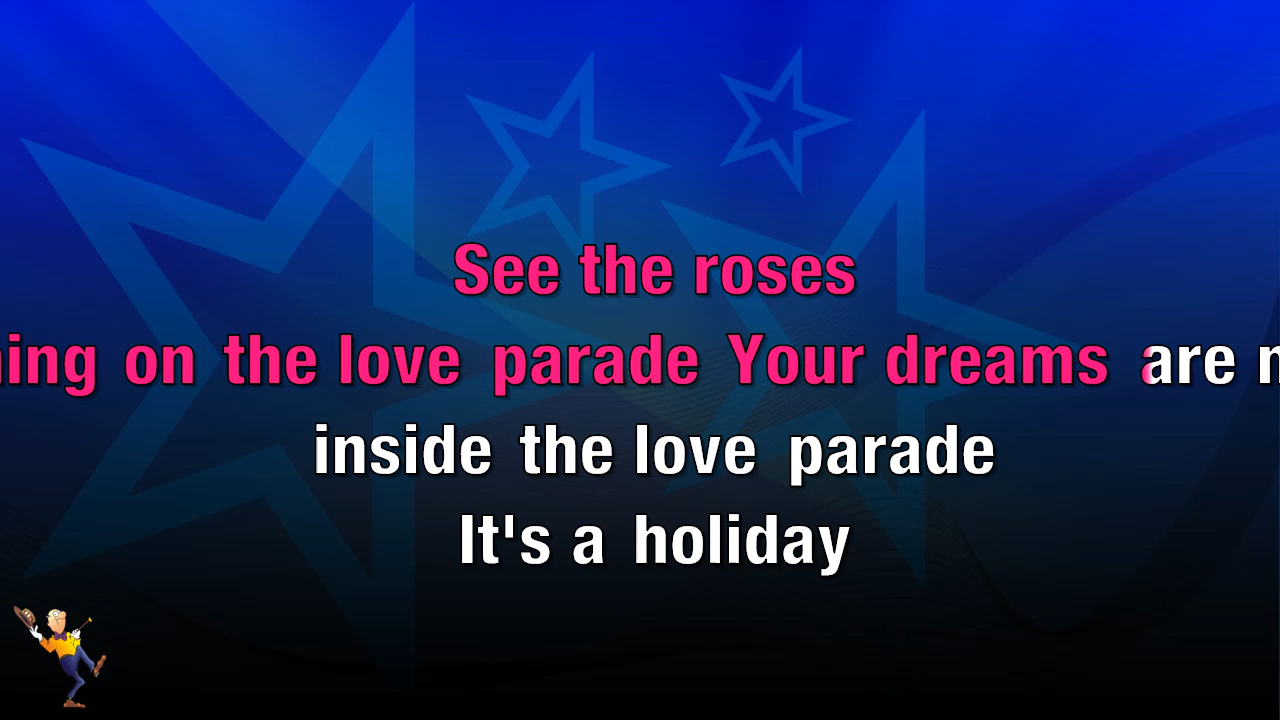 See the roses
on the love parade Your dreams are
inside the love parade
It's a holiday